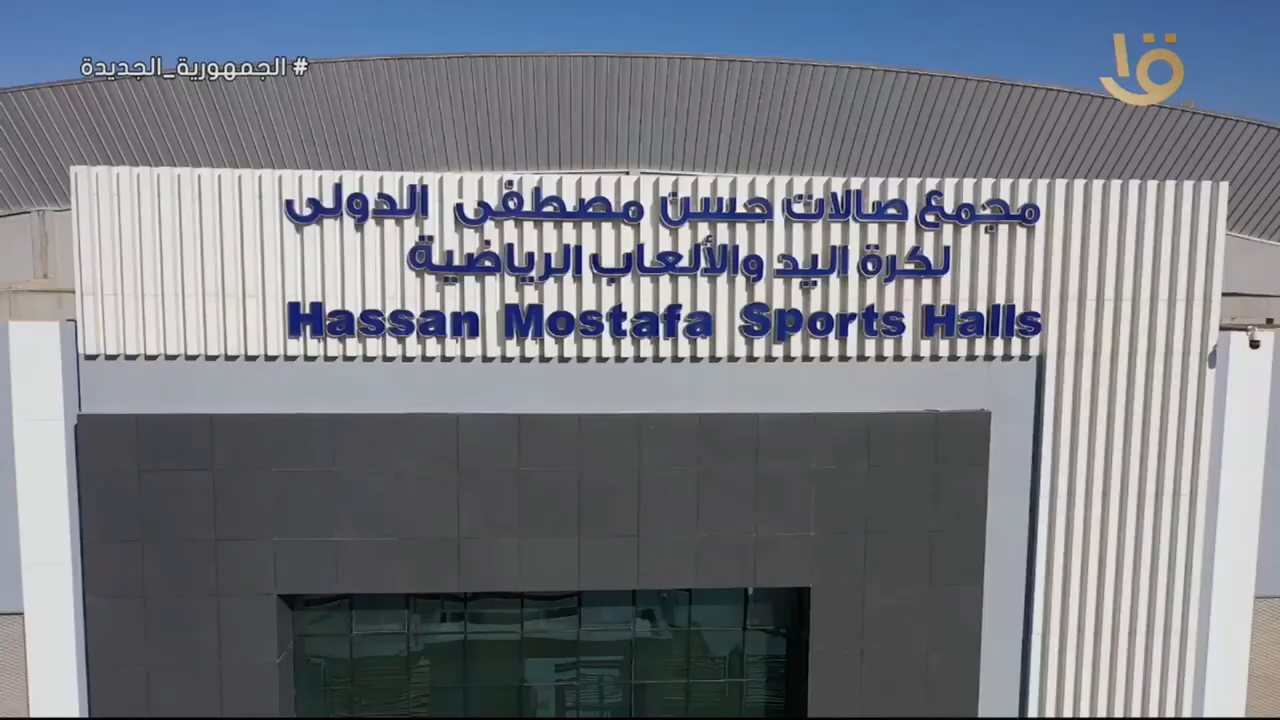 #الجمهورية_الجديدة
مجمع صالات حسن مصطفى الدولى
لكرة اليد والألعاب الرياضية
Hassan Mostafa Sports Halls